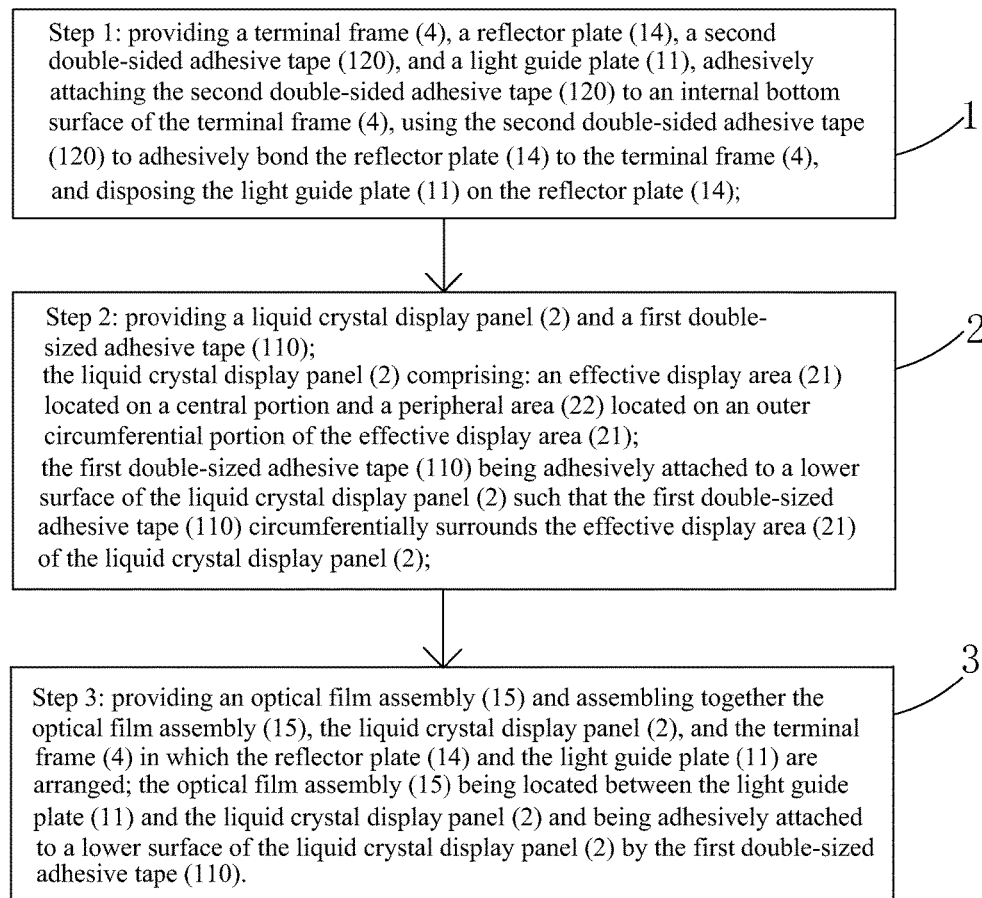 Step 1: providing a terminal frame (4), a reflector plate (14), a second
double-sided adhesive tape (120), and a light guide plate (11), adhesively
attaching the second double-sided adhesive tape (120) to an internal bottom
surface of the terminal frame (4), using the second double-sided adhesive tape
(120) to adhesively bond the reflector plate (14) to the terminal frame (4),
and disposing the light guide plate (11) on the reflector plate (14);
1
Step 2: providing a liquid crystal display panel (2) and a first double-
sized adhesive tape (110);
the liquid crystal display panel (2) comprising: an effective display area (21)
located on a central portion and a peripheral area (22) located on an outer
circumferential portion of the effective display area (21);
the first double-sized adhesive tape (110) being adhesively attached to a lower
surface of the liquid crystal display panel (2) such that the first double-sized
adhesive tape (110) circumferentially surrounds the effective display area (21)
of the liquid crystal display panel (2);
2
Step 3: providing an optical film assembly (15) and assembling together the
optical film assembly (15), the liquid crystal display panel (2), and the terminal
frame (4) in which the reflector plate (14) and the light guide plate (11) are
arranged; the optical film assembly (15) being located between the light guide
plate (11) and the liquid crystal display panel (2) and being adhesively attached
to a lower surface of the liquid crystal display panel (2) by the first double-sized
adhesive tape (110).
3